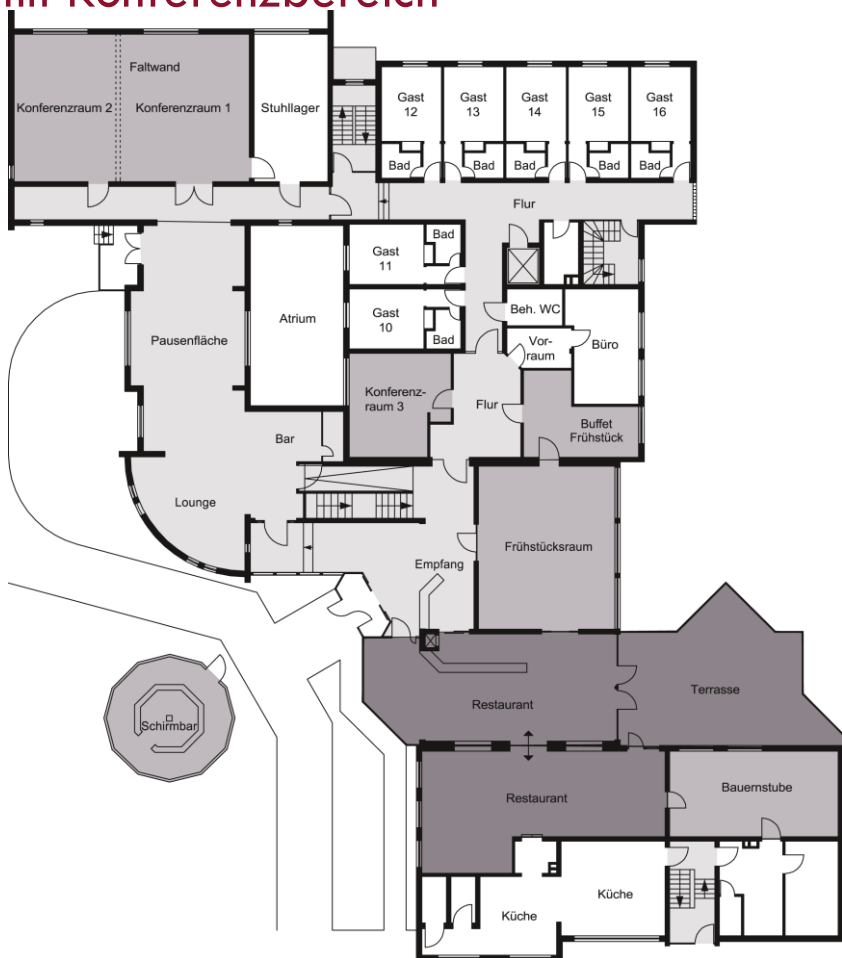 mit Konferenzbereich
Faltwand
Konferenzraum 2
Konferenzraum 1
Stuhllager
Gast
12
Gast
13
Gast
14
Gast
15
Gast
16
Bad
Bad
Bad
Bad
Bad
Flur
Gast
11
Bad
Gast
10
Bad
Atrium
Pausenfläche
Beh. WC
Vor-
raum
Büro
Konferenz-
raum 3
Flur
Buffet
Frühstück
Bar
Lounge
Empfang
Frühstücksraum
Restaurant
Terrasse
Schirmbar
Restaurant
Bauernstube
Küche
Küche